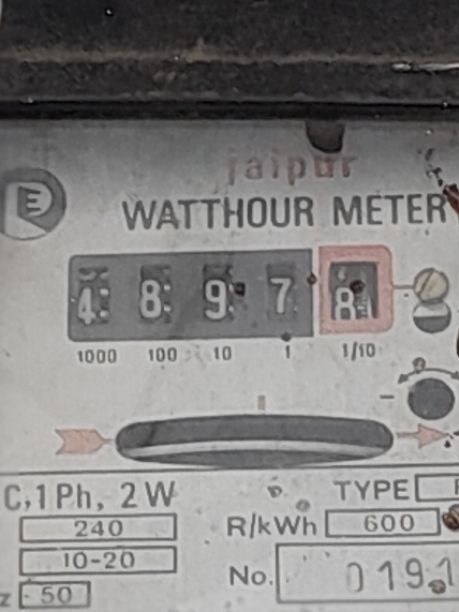 jaipur
E
WATTHOUR METER
4 8 9 7 8
1000 100 10 1 1/10
C,1 Ph, 2 W TYPE
240 R/kWh 600
10-20
No. 0191
z 50